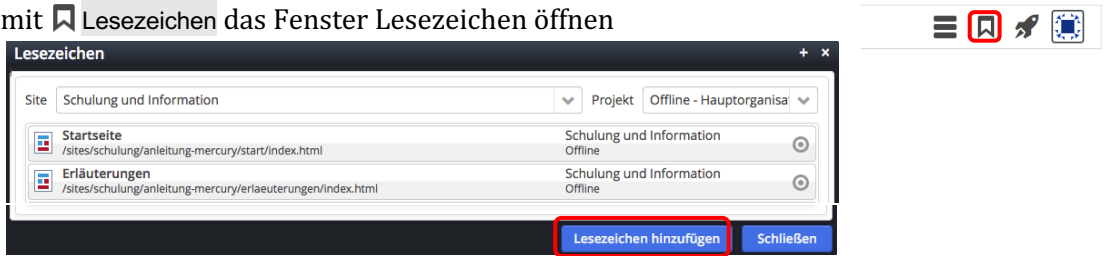 mit Lesezeichen das Fenster Lesezeichen öffnen
Lesezeichen + ×
Site Schulung und Information Projekt Offline - Hauptorganisa
Startseite Schulung und Information
/sites/schulung/anleitung-mercury/start/index.html Offline
Erläuterungen Schulung und Information
/sites/schulung/anleitung-mercury/erlaeuterungen/index.html Offline
Lesezeichen hinzufügen Schließen